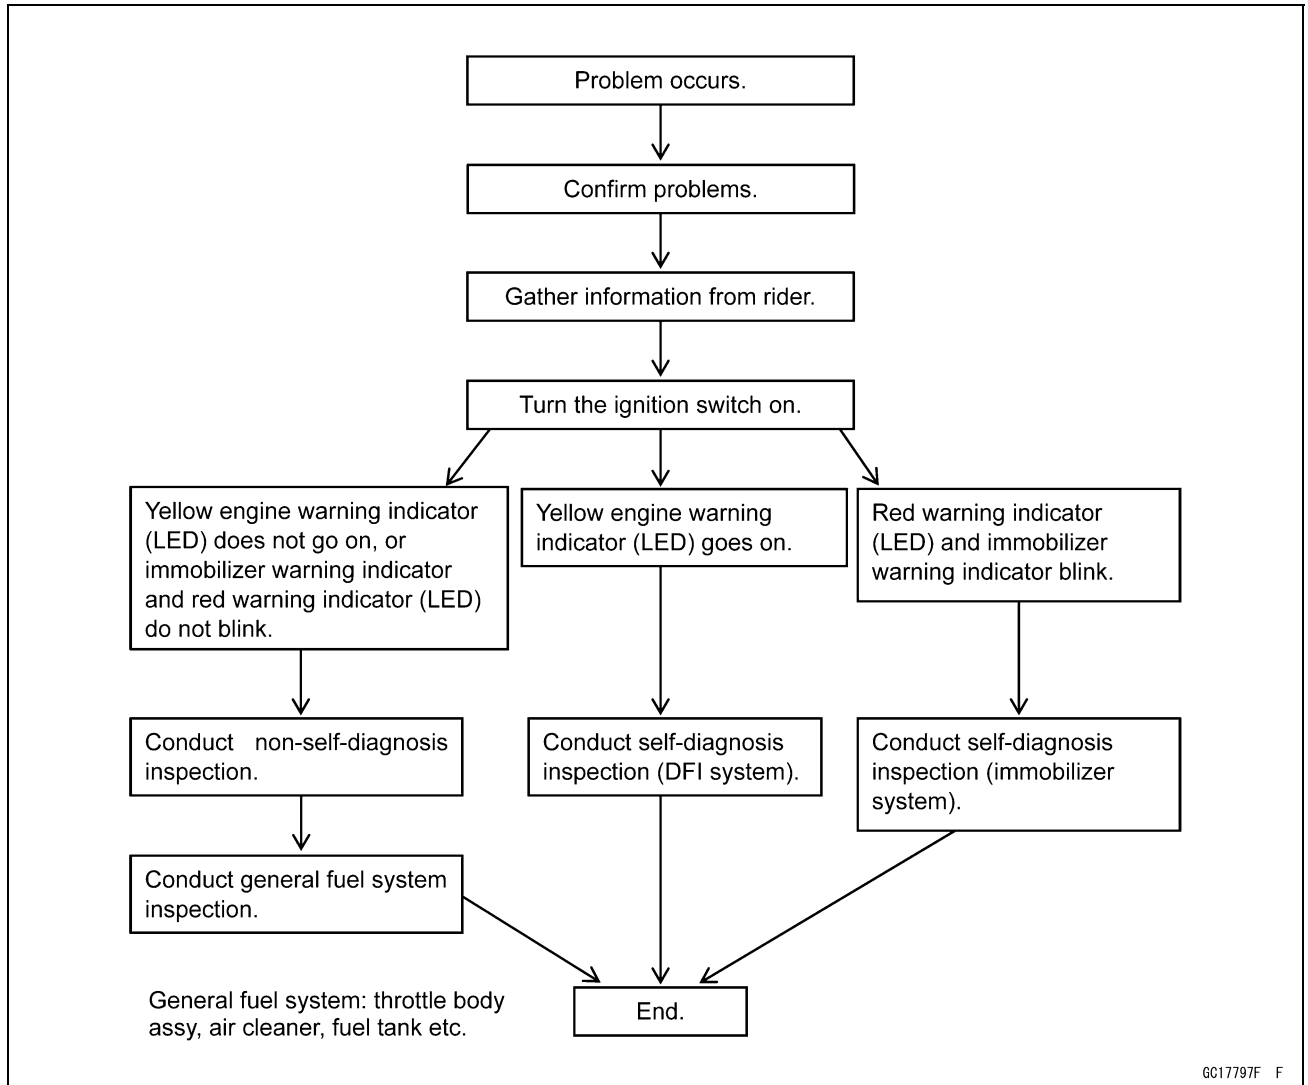 Problem occurs.
Confirm problems.
Gather information from rider.
Turn the ignition switch on.
Yellow engine warning indicator
(LED) does not go on, or
immobilizer warning indicator
and red warning indicator (LED)
do not blink.
Yellow engine warning
indicator (LED) goes on.
Red warning indicator
(LED) and immobilizer
warning indicator blink.
Conduct non-self-diagnosis
inspection.
Conduct self-diagnosis
inspection (DFI system).
Conduct self-diagnosis
inspection (immobilizer
system).
Conduct general fuel system
inspection.
General fuel system: throttle body
assy, air cleaner, fuel tank etc.
End.
GC17797F F